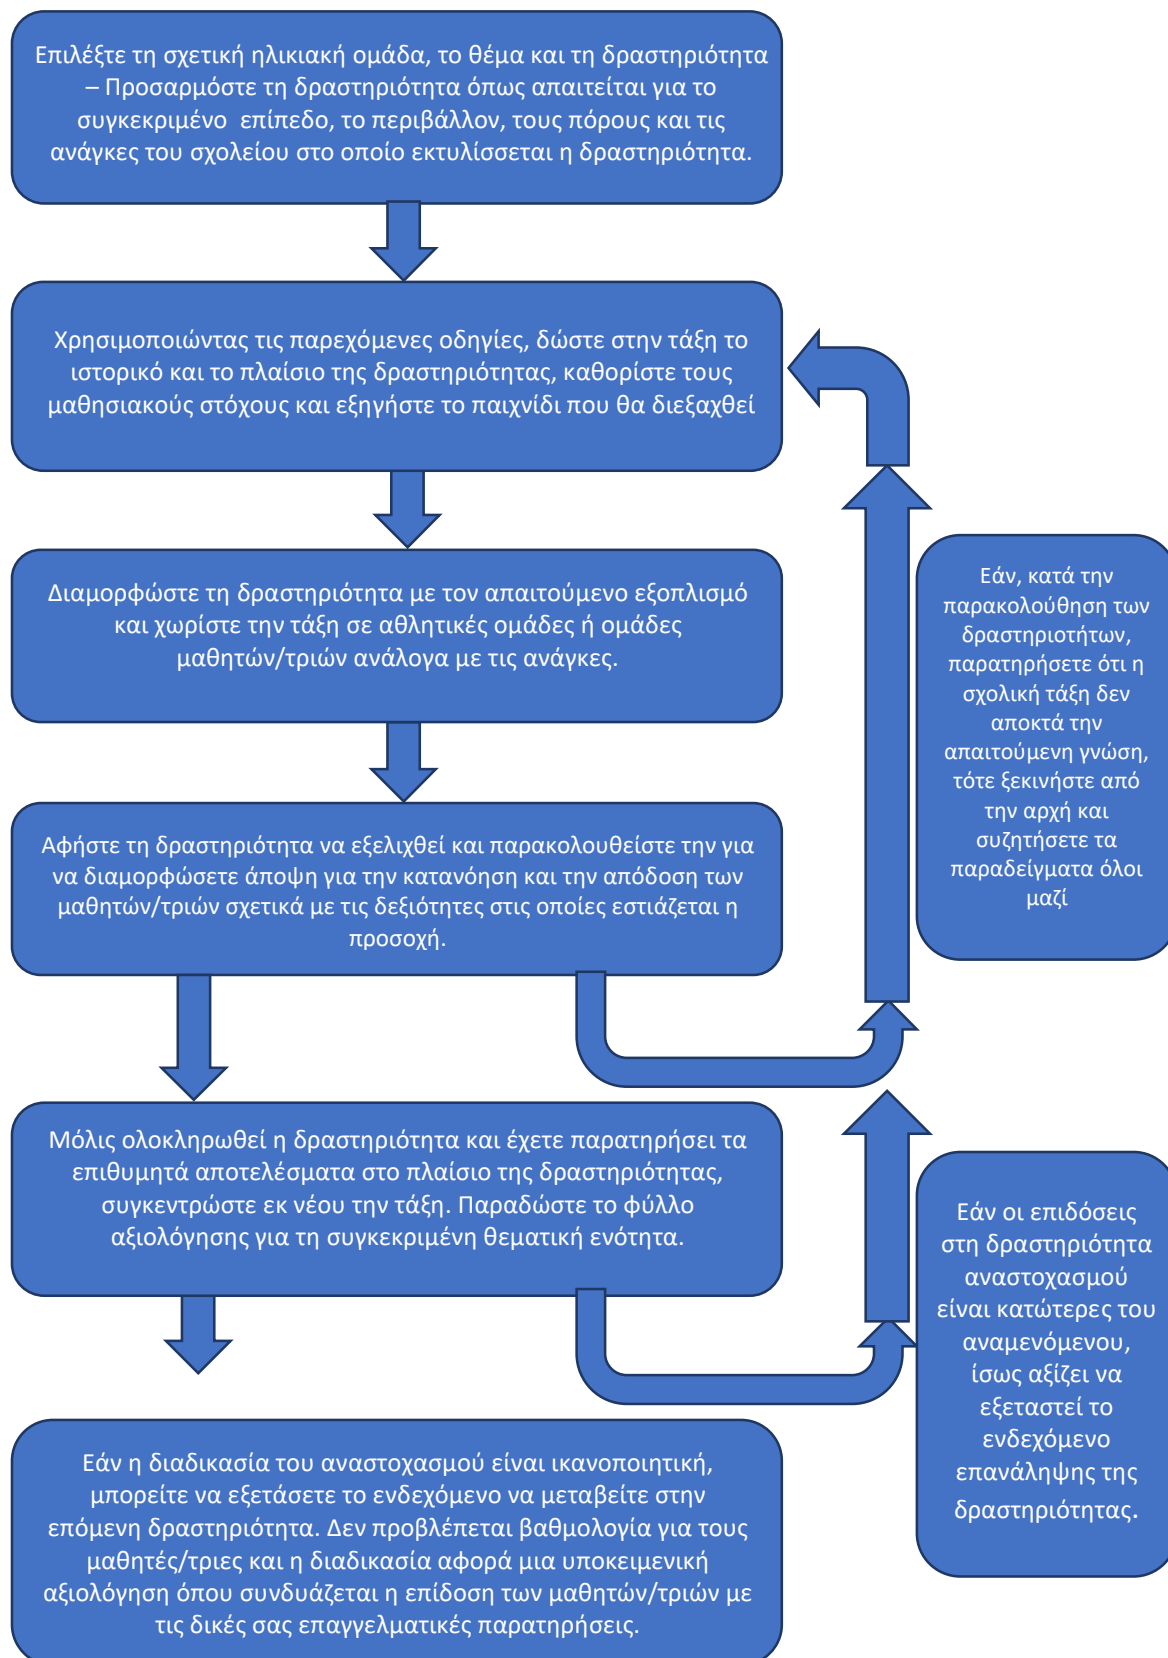 Επιλέξτε τη σχετική ηλικιακή ομάδα, το θέμα και τη δραστηριότητα
– Προσαρμόστε τη δραστηριότητα όπως απαιτείται για το
συγκεκριμένο επίπεδο, το περιβάλλον, τους πόρους και τις
ανάγκες του σχολείου στο οποίο εκτυλίσσεται η δραστηριότητα.
Χρησιμοποιώντας τις παρεχόμενες οδηγίες, δώστε στην τάξη το
ιστορικό και το πλαίσιο της δραστηριότητας, καθορίστε τους
μαθησιακούς στόχους και εξηγήστε το παιχνίδι που θα διεξαχθεί
Διαμορφώστε τη δραστηριότητα με τον απαιτούμενο εξοπλισμό
και χωρίστε την τάξη σε αθλητικές ομάδες ή ομάδες
μαθητών/τριών ανάλογα με τις ανάγκες.
Αφήστε τη δραστηριότητα να εξελιχθεί και παρακολουθείστε την για
να διαμορφώσετε άποψη για την κατανόηση και την απόδοση των
μαθητών/τριών σχετικά με τις δεξιότητες στις οποίες εστιάζεται η
προσοχή.
Εάν, κατά την
παρακολούθηση των
δραστηριοτήτων,
παρατηρήσετε ότι η
σχολική τάξη δεν
αποκτά την
απαιτούμενη γνώση,
τότε ξεκινήστε από
την αρχή και
συζητήσετε τα
παραδείγματα όλοι
μαζί
Μόλις ολοκληρωθεί η δραστηριότητα και έχετε παρατηρήσει τα
επιθυμητά αποτελέσματα στο πλαίσιο της δραστηριότητας,
συγκεντρώστε εκ νέου την τάξη. Παραδώστε το φύλλο
αξιολόγησης για τη συγκεκριμένη θεματική ενότητα.
Εάν οι επιδόσεις
στη δραστηριότητα
αναστοχασμού
είναι κατώτερες του
αναμενόμενου,
ίσως αξίζει να
εξεταστεί το
ενδεχόμενο
επανάληψης της
δραστηριότητας.
Εάν η διαδικασία του αναστοχασμού είναι ικανοποιητική,
μπορείτε να εξετάσετε το ενδεχόμενο να μεταβείτε στην
επόμενη δραστηριότητα. Δεν προβλέπεται βαθμολογία για τους
μαθητές/τριες και η διαδικασία αφορά μια υποκειμενική
αξιολόγηση όπου συνδυάζεται η επίδοση των μαθητών/τριών με
τις δικές σας επαγγελματικές παρατηρήσεις.